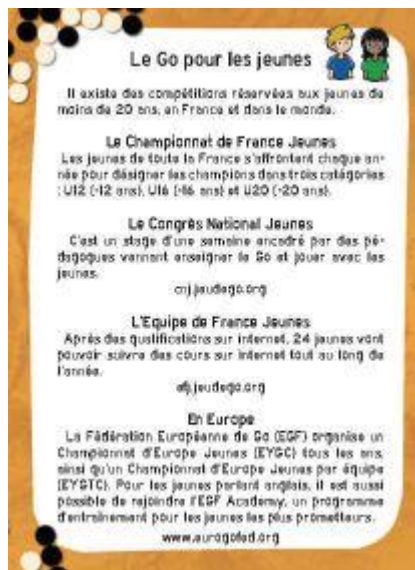 Le Go pour les jeunes
Il existe des compétitions réservées aux jeunes de
moins de 20 ans, en France et dans le monde.
Le Championnat de France Jeunes
Les jeunes de toute la France s'affrontent chaque an-
née pour désigner les champions dans trois catégories
: U12 (-12 ans), U16 (-16 ans) et U20 (-20 ans).
Le Congrès National Jeunes
C'est un stage d'une semaine encadré par des pé-
dagogues vennant enseigner le Go et jouer avec les
jeunes.
cnj.jeudego.org
L'Equipe de France Jeunes
Après des qualifications sur internet, 24 jeunes vont
pouvoir suivre des cours sur internet tout au long de
l'année.
efj.jeudego.org
En Europe
La Fédération Européenne de Go (EGF) organise un
Championnat d'Europe Jeunes (EYGC) tous les ans,
ainsi qu'un Championnat d'Europe Jeunes par équipe
(EYGTC). Pour les jeunes parlant anglais, il est aussi
possible de rejoindre l'EGF Academy, un programme
d'entraînement pour les jeunes les plus prometteurs.
www.eurogofed.org